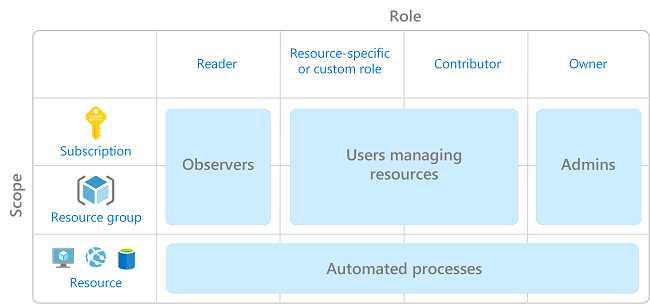 Role
Reader
Resource-specific
or custom role
Contributor
Owner
Scope
Subscription
Observers
Users managing
resources
Admins
Resource group
Resource
Automated processes